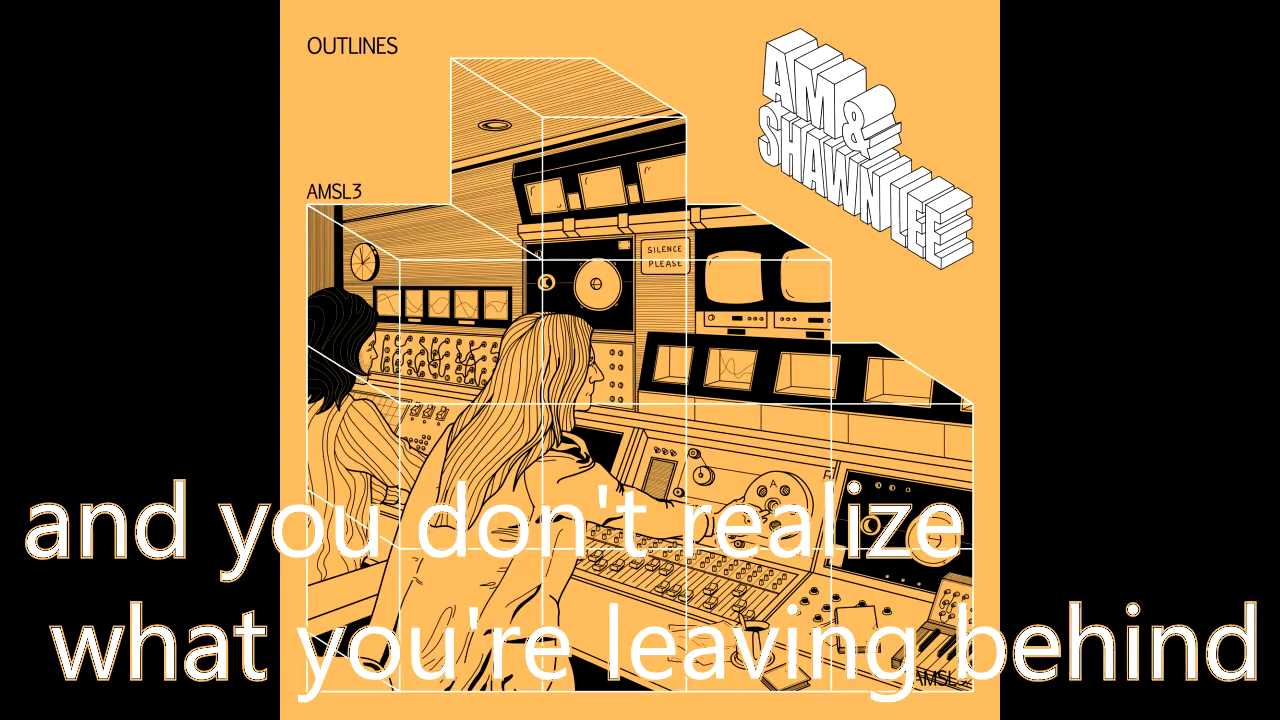 OUTLINES
AM &
SHAWN LEE
AMSL3
SILENCE
PLEASE
A
and you don't realize
what you're leaving behind